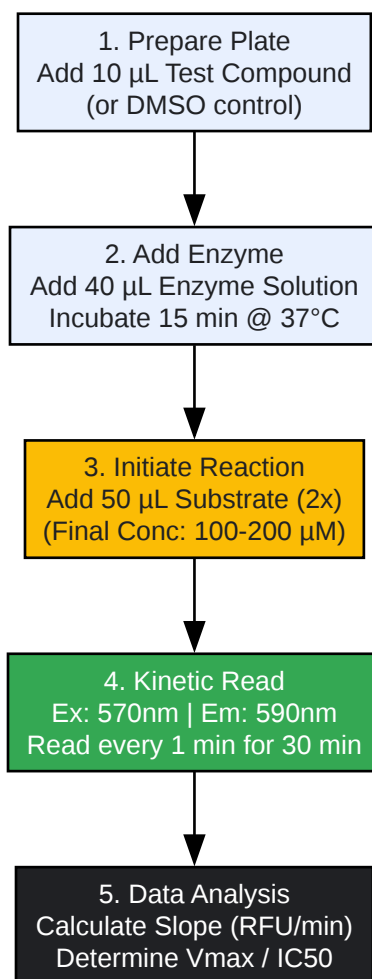 1. Prepare Plate
Add 10 µL Test Compound
(or DMSO control)
2. Add Enzyme
Add 40 µL Enzyme Solution
Incubate 15 min @ 37°C
3. Initiate Reaction
Add 50 µL Substrate (2x)
(Final Conc: 100-200 µM)
4. Kinetic Read
Ex: 570nm | Em: 590nm
Read every 1 min for 30 min
5. Data Analysis
Calculate Slope (RFU/min)
Determine Vmax / IC50